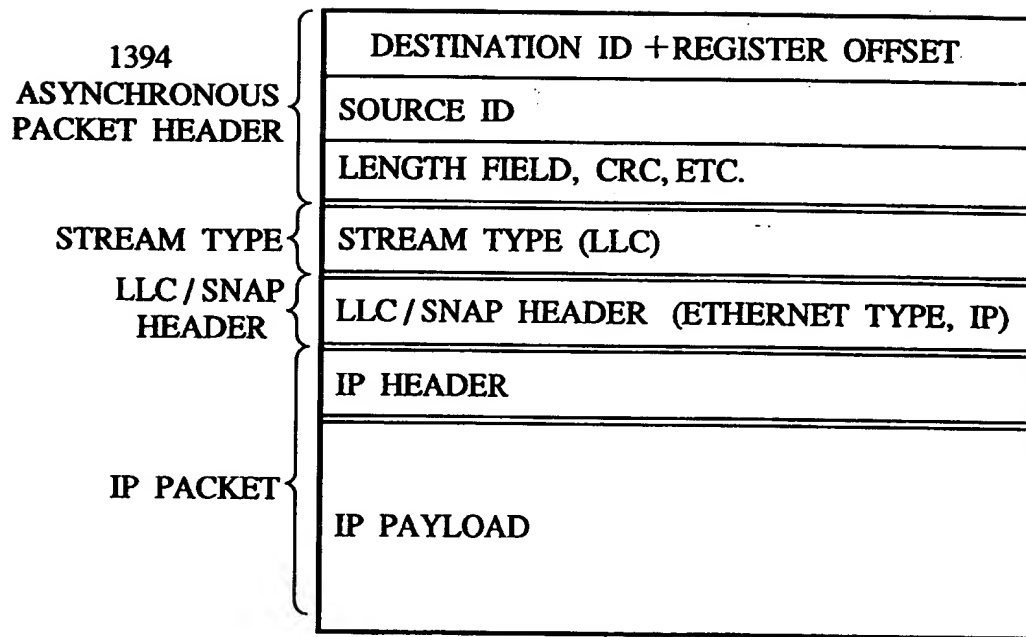 1394
ASYNCHRONOUS
PACKET HEADER
DESTINATION ID +REGISTER OFFSET
SOURCE ID
LENGTH FIELD, CRC, ETC.
STREAM TYPE
STREAM TYPE (LLC)
LLC / SNAP
HEADER
LLC / SNAP HEADER (ETHERNET TYPE, IP)
IP HEADER
IP PACKET
IP PAYLOAD